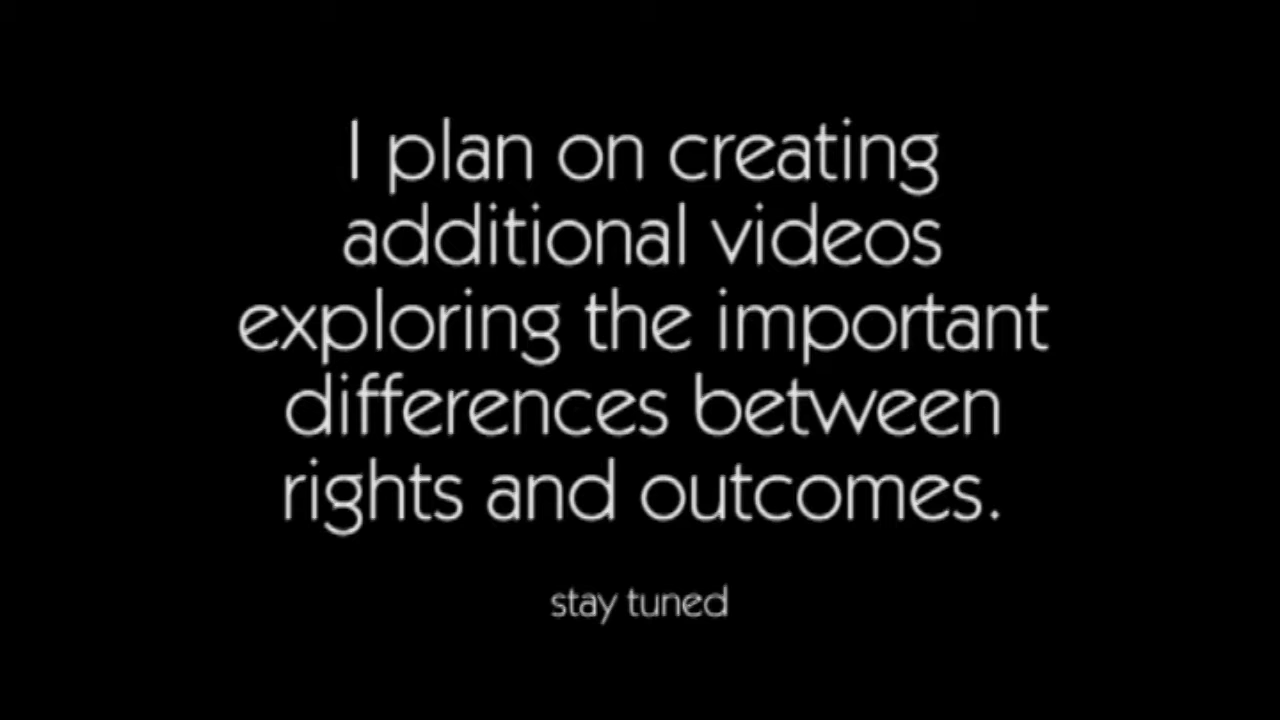 I plan on creating
additional videos
exploring the important
differences between
rights and outcomes.
stay tuned